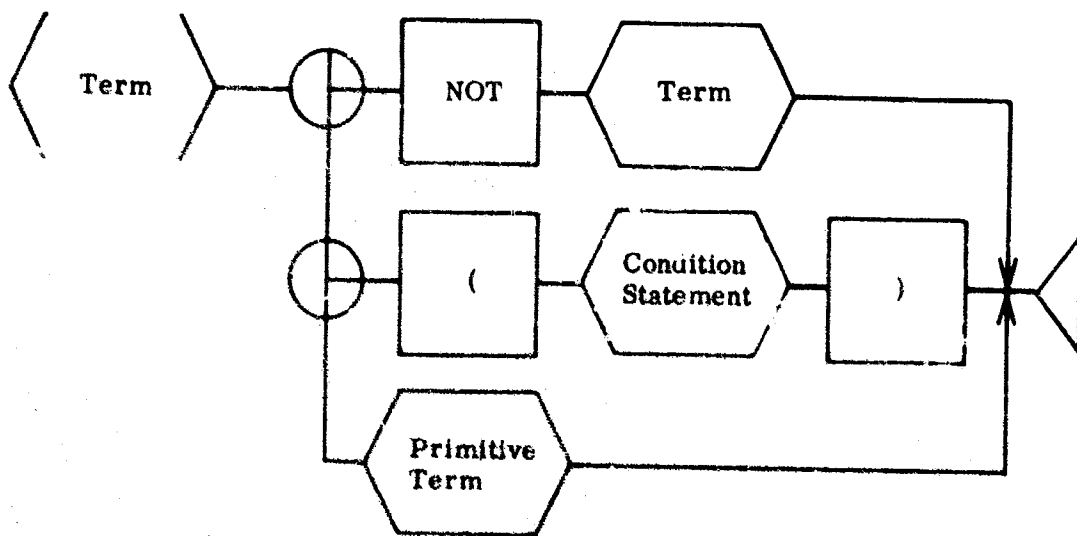 Term
NOT
Term
(
Condition
Statement
)
Primitive
Term